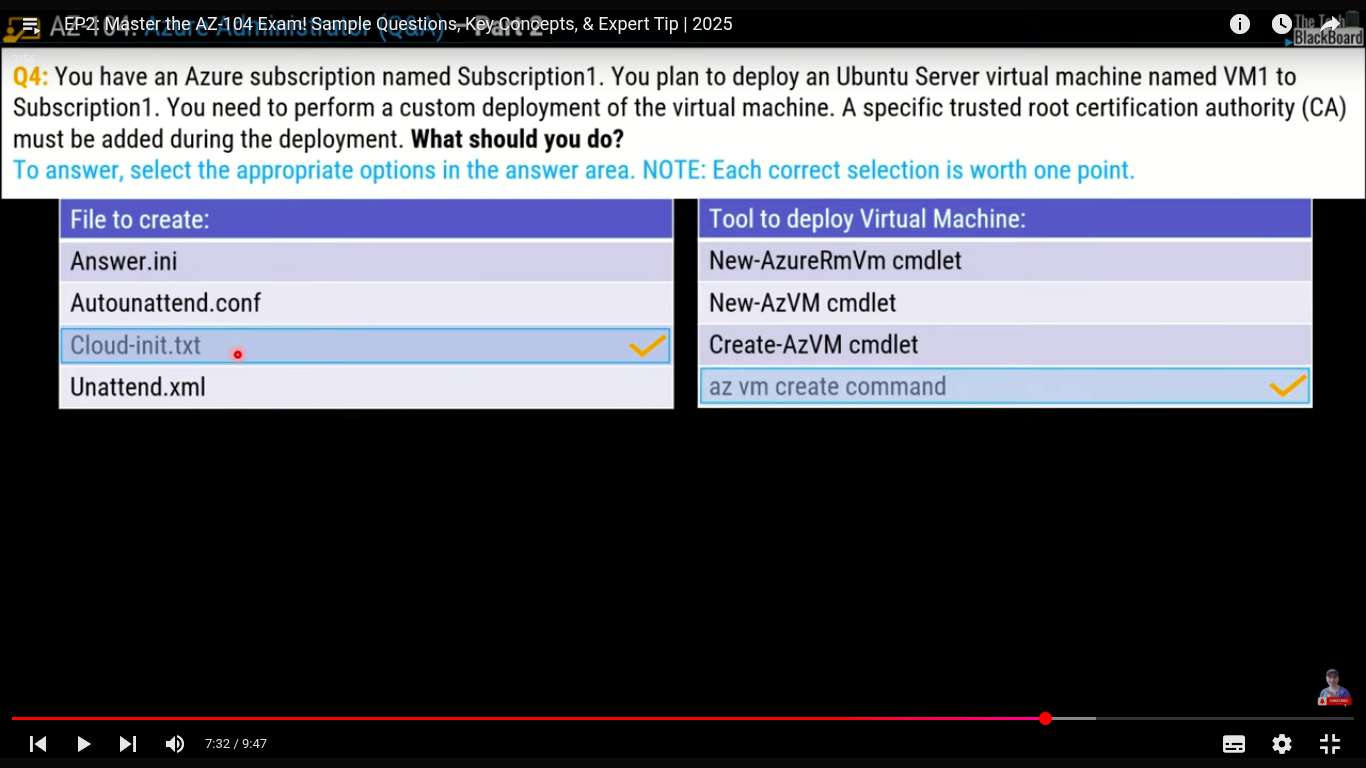 EP2: Master the AZ-104 Exam! Sample Questions, Key Concepts, & Expert Tip | 2025
AZ-104: Azure Administrator (Q&A) – Part 2
The Tech
BlackBoard
Q4: You have an Azure subscription named Subscription1. You plan to deploy an Ubuntu Server virtual machine named VM1 to
Subscription1. You need to perform a custom deployment of the virtual machine. A specific trusted root certification authority (CA)
must be added during the deployment. What should you do?
To answer, select the appropriate options in the answer area. NOTE: Each correct selection is worth one point.
File to create:
Answer.ini
Autounattend.conf
Cloud-init.txt
Unattend.xml
Tool to deploy Virtual Machine:
New-AzureRmVm cmdlet
New-AzVM cmdlet
Create-AzVM cmdlet
az vm create command
7:32 / 9:47